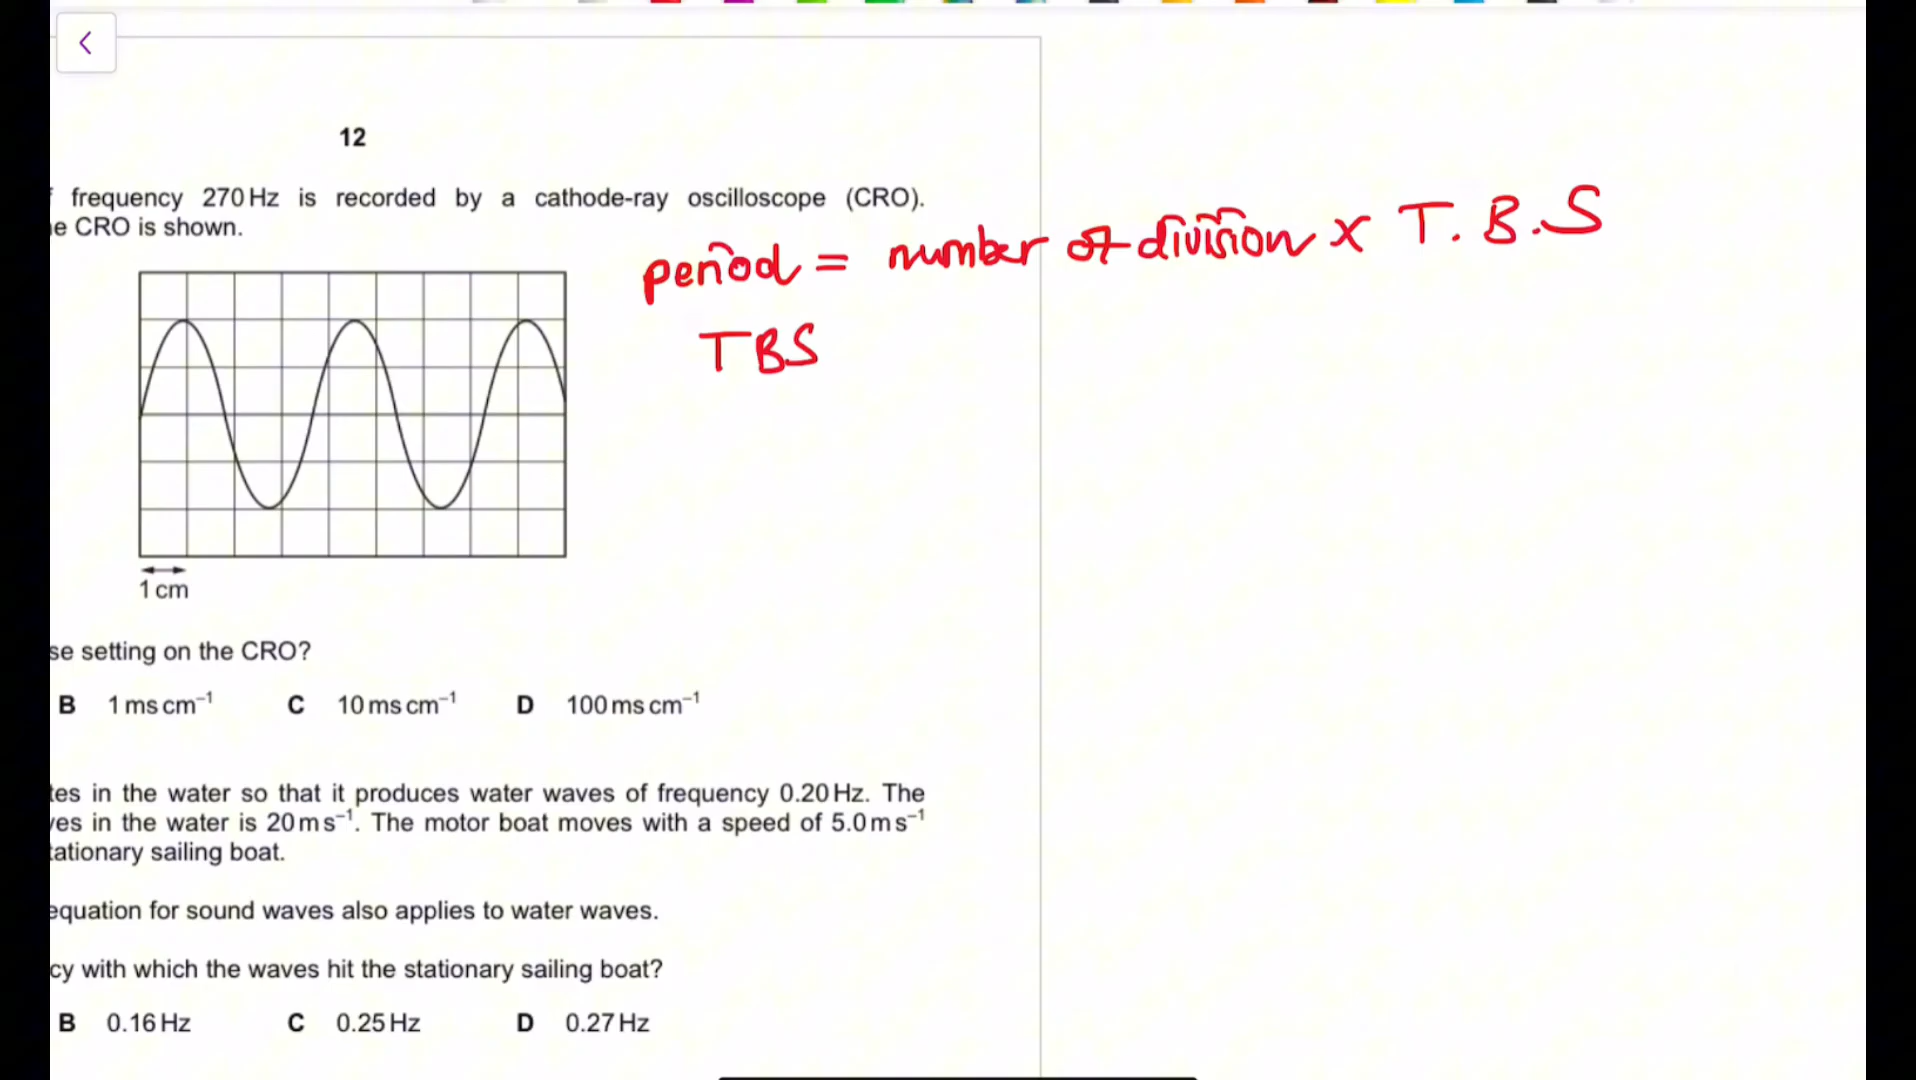 12
frequency 270 Hz is recorded by a cathode-ray oscilloscope (CRO).
e CRO is shown.
period = number of division x T.B.S
TBS
1 cm
se setting on the CRO?
B 1 ms cm⁻¹ C 10 ms cm⁻¹ D 100 ms cm⁻¹
tes in the water so that it produces water waves of frequency 0.20 Hz. The
ves in the water is 20 m s⁻¹. The motor boat moves with a speed of 5.0 m s⁻¹
tationary sailing boat.
equation for sound waves also applies to water waves.
cy with which the waves hit the stationary sailing boat?
B 0.16 Hz C 0.25 Hz D 0.27 Hz